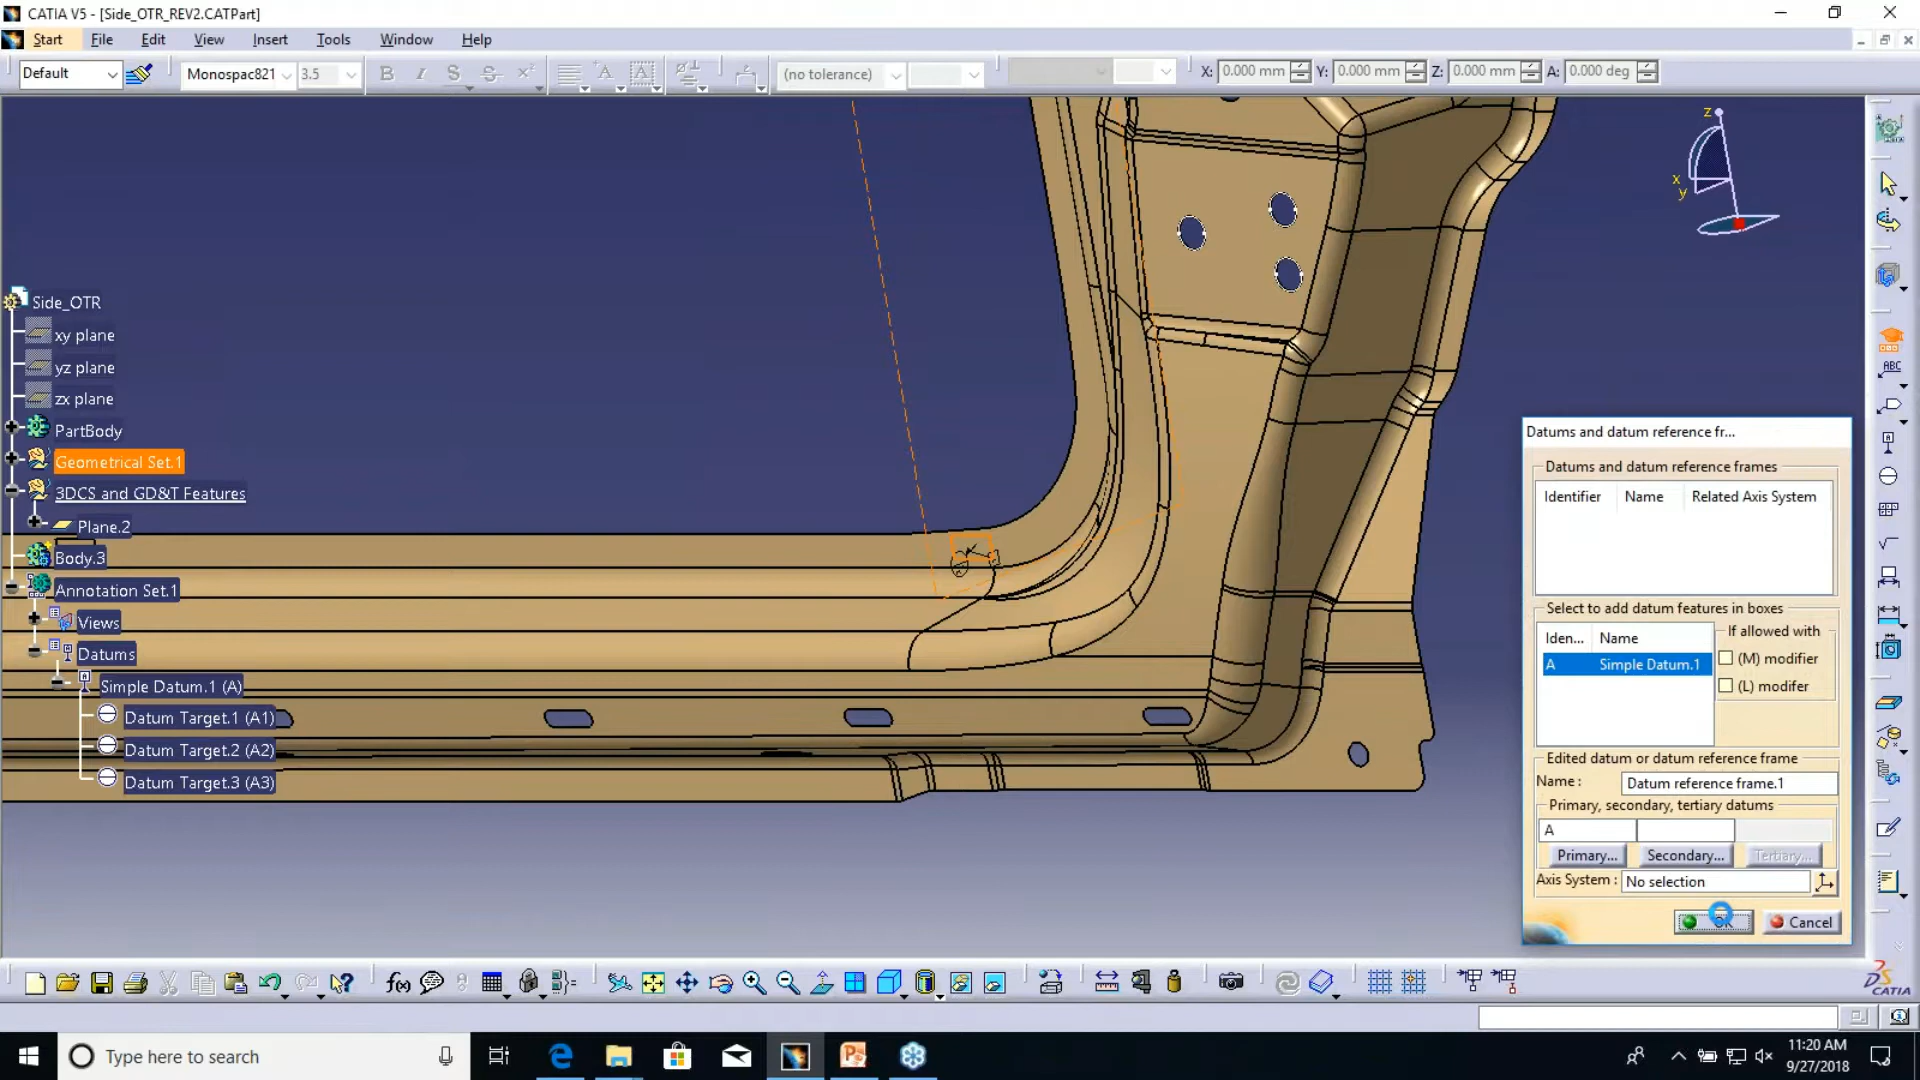 CATIA V5 - [Side_OTR_REV2.CATPart]
Start File Edit View Insert Tools Window Help
Default Monospac821 3.5 B I S S (no tolerance) X: 0.000 mm Y: 0.000 mm Z: 0.000 mm A: 0.000 deg
z
x
y
Side_OTR
xy plane
yz plane
zx plane
PartBody
Geometrical Set.1
3DCS and GD&T Features
Plane.2
Body.3
Annotation Set.1
Views
Datums
Simple Datum.1 (A)
Datum Target.1 (A1)
Datum Target.2 (A2)
Datum Target.3 (A3)
ABC
Datums and datum reference fr...
Datums and datum reference frames
Identifier Name Related Axis System
Select to add datum features in boxes
Iden... Name
A Simple Datum.1
If allowed with
(M) modifier
(L) modifer
Edited datum or datum reference frame
Name : Datum reference frame.1
Primary, secondary, tertiary datums
A
Primary... Secondary... Tertiary...
Axis System : No selection
Cancel
f(x)
CATIA
Type here to search
11:20 AM
9/27/2018